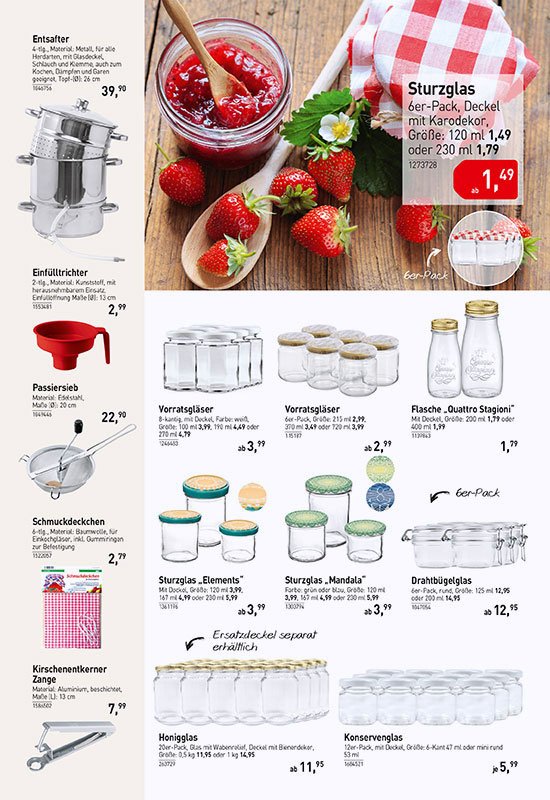 Entsafter
4-tlg., Material: Metall, für alle
Herdarten, mit Glasdeckel,
Schlauch und Klemme, auch zum
Kochen, Dämpfen und Garen
geeignet, Topf-(Ø): 26 cm
1046756
39,90
Einfülltrichter
2-tlg., Material: Kunststoff, mit
herausnehmbarem Einsatz,
Einfüllöffnung Maße (Ø): 13 cm
1553481
2,99
Passiersieb
Material: Edelstahl,
Maße (Ø): 20 cm
1049446
22,90
Schmuckdeckchen
6-tlg., Material: Baumwolle, für
Einkochgläser, inkl. Gummiringen
zur Befestigung
1522057
2,79
Schmuckdeckchen
Kirschenentkerner
Zange
Material: Aluminium, beschichtet,
Maße (L): 13 cm
1586502
7,99
Sturzglas
6er-Pack, Deckel
mit Karodekor,
Größe: 120 ml 1,49
oder 230 ml 1,79
1273728
ab 1,49
6er-Pack
Vorratsgläser
8-kantig, mit Deckel, Farbe: weiß,
Größe: 100 ml 3,99, 190 ml 4,49 oder
270 ml 4,79
1246453
ab 3,99
Vorratsgläser
6er-Pack, Größe: 215 ml 2,99,
370 ml 3,49 oder 720 ml 3,99
115187
ab 2,99
Flasche „Quattro Stagioni“
Mit Deckel, Größe: 200 ml 1,79 oder
400 ml 1,99
1139843
1,79
Sturzglas „Elements“
Mit Deckel, Größe: 120 ml 3,99,
167 ml 4,99 oder 230 ml 5,99
1361196
ab 3,99
Sturzglas „Mandala“
Farbe: grün oder blau, Größe: 120 ml
3,99, 167 ml 4,99 oder 230 ml 5,99
1303794
ab 3,99
6er-Pack
Drahtbügelglas
6er-Pack, rund, Größe: 125 ml 12,95
oder 200 ml 14,95
1047054
ab 12,95
Ersatzdeckel separat
erhältlich
Honigglas
20er-Pack, Glas mit Wabenrelief, Deckel mit Bienendekor,
Größe: 0,5 kg 11,95 oder 1 kg 14,95
263729
ab 11,95
Konservenglas
12er-Pack, mit Deckel, Größe: 6-Kant 47 ml oder mini rund
53 ml
1684521
je 5,99